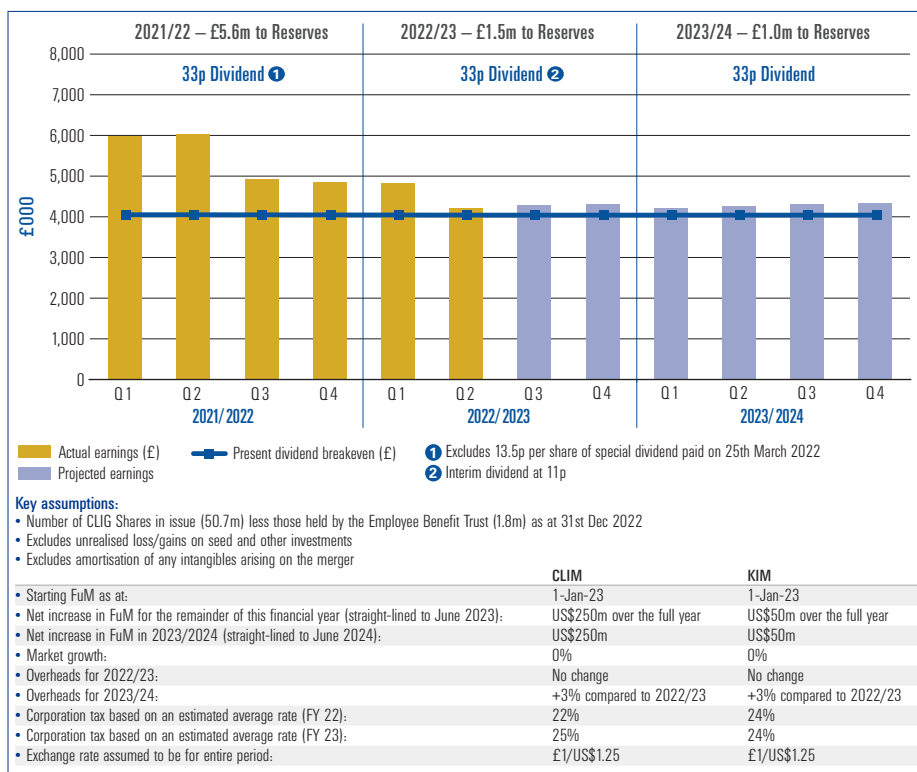 2021/22 – £5.6m to Reserves
2022/23 – £1.5m to Reserves
2023/24 – £1.0m to Reserves
33p Dividend ❶
33p Dividend ❷
33p Dividend
8,000
7,000
6,000
5,000
4,000
3,000
2,000
1,000
0
£000
Q1 Q2 Q3 Q4 Q1 Q2 Q3 Q4 Q1 Q2 Q3 Q4
2021/2022 2022/2023 2023/2024
Actual earnings (£)
Present dividend breakeven (£)
❶ Excludes 13.5p per share of special dividend paid on 25th March 2022
Projected earnings
❷ Interim dividend at 11p
Key assumptions:
• Number of CLIG Shares in issue (50.7m) less those held by the Employee Benefit Trust (1.8m) as at 31st Dec 2022
• Excludes unrealised loss/gains on seed and other investments
• Excludes amortisation of any intangibles arising on the merger
CLIM KIM
• Starting FuM as at: 1-Jan-23 1-Jan-23
• Net increase in FuM for the remainder of this financial year (straight-lined to June 2023): US$250m over the full year US$50m over the full year
• Net increase in FuM in 2023/2024 (straight-lined to June 2024): US$250m US$50m
• Market growth: 0% 0%
• Overheads for 2022/23: No change No change
• Overheads for 2023/24: +3% compared to 2022/23 +3% compared to 2022/23
• Corporation tax based on an estimated average rate (FY 22): 22% 24%
• Corporation tax based on an estimated average rate (FY 23): 25% 24%
• Exchange rate assumed to be for entire period: £1/US$1.25 £1/US$1.25